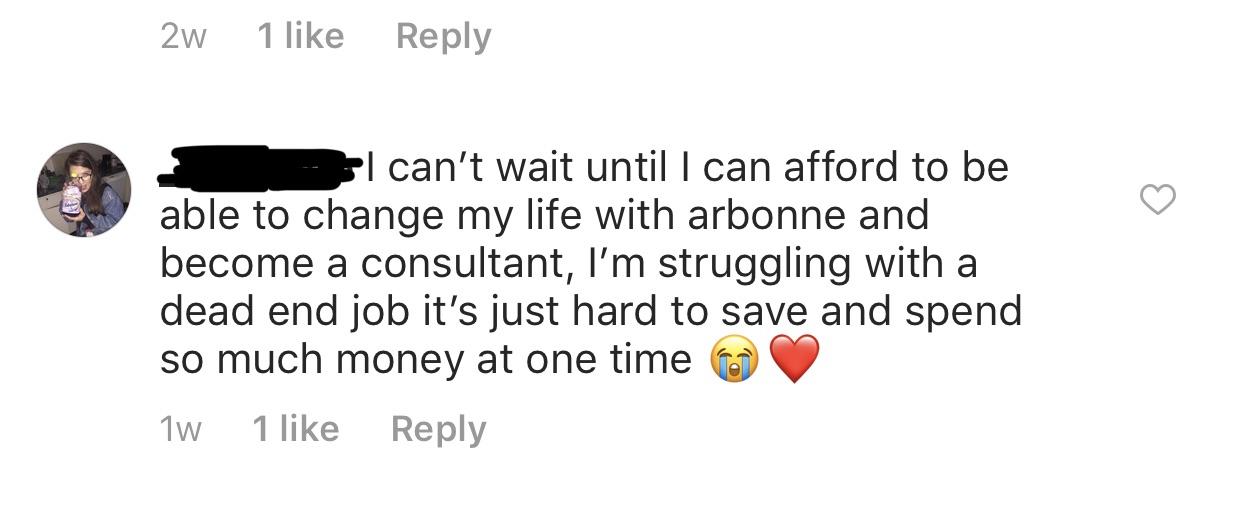 2w 1 like Reply
I can’t wait until I can afford to be
able to change my life with arbonne and
become a consultant, I’m struggling with a
dead end job it’s just hard to save and spend
so much money at one time 😭❤️
1w 1 like Reply